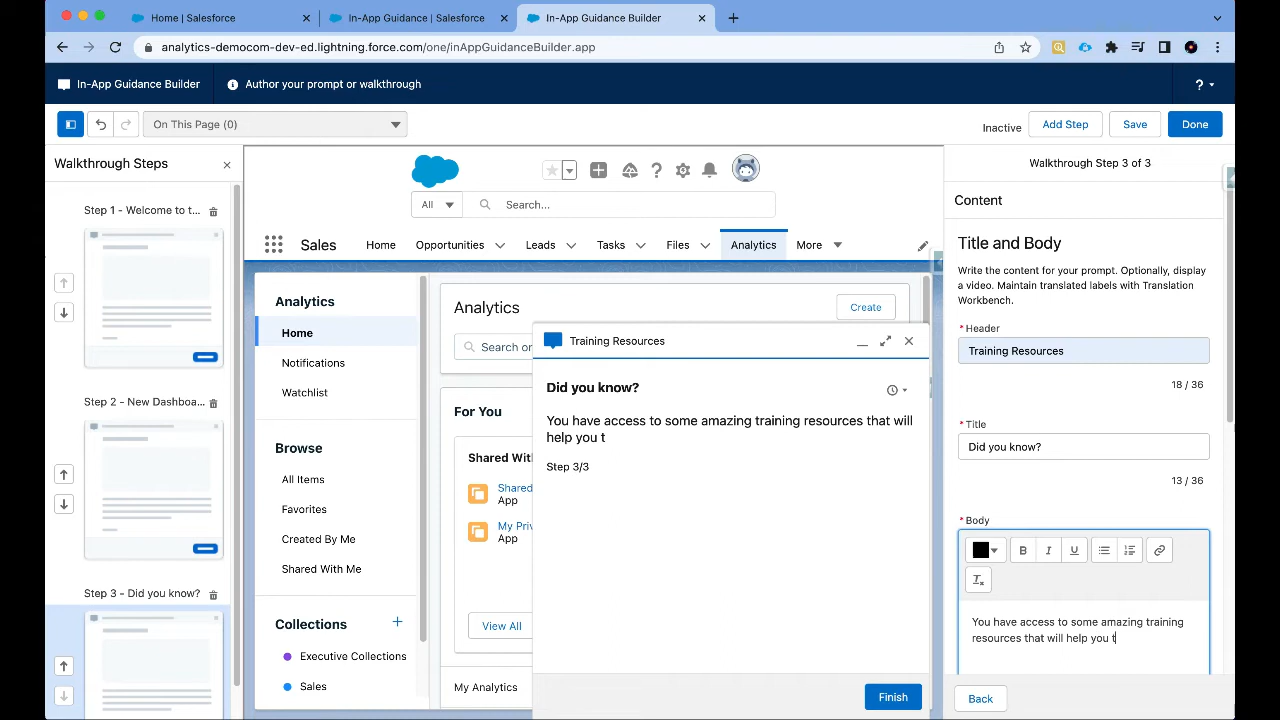 Home | Salesforce
In-App Guidance | Salesforce
In-App Guidance Builder
analytics-democom-dev-ed.lightning.force.com/one/inAppGuidanceBuilder.app
In-App Guidance Builder
Author your prompt or walkthrough
?
On This Page (0)
Inactive
Add Step
Save
Done
Walkthrough Steps
Step 1 - Welcome to t...
Step 2 - New Dashboa...
Step 3 - Did you know?
All
Search...
Sales
Home
Opportunities
Leads
Tasks
Files
Analytics
More
Analytics
Home
Notifications
Watchlist
Browse
All Items
Favorites
Created By Me
Shared With Me
Collections
Executive Collections
Sales
Analytics
Create
Search or
For You
Shared Wit
Shared
App
My Priv
App
View All
My Analytics
Training Resources
Did you know?
You have access to some amazing training resources that will
help you t
Step 3/3
Finish
Walkthrough Step 3 of 3
Content
Title and Body
Write the content for your prompt. Optionally, display
a video. Maintain translated labels with Translation
Workbench.
* Header
Training Resources
18 / 36
* Title
Did you know?
13 / 36
* Body
B I U
You have access to some amazing training
resources that will help you t
Back